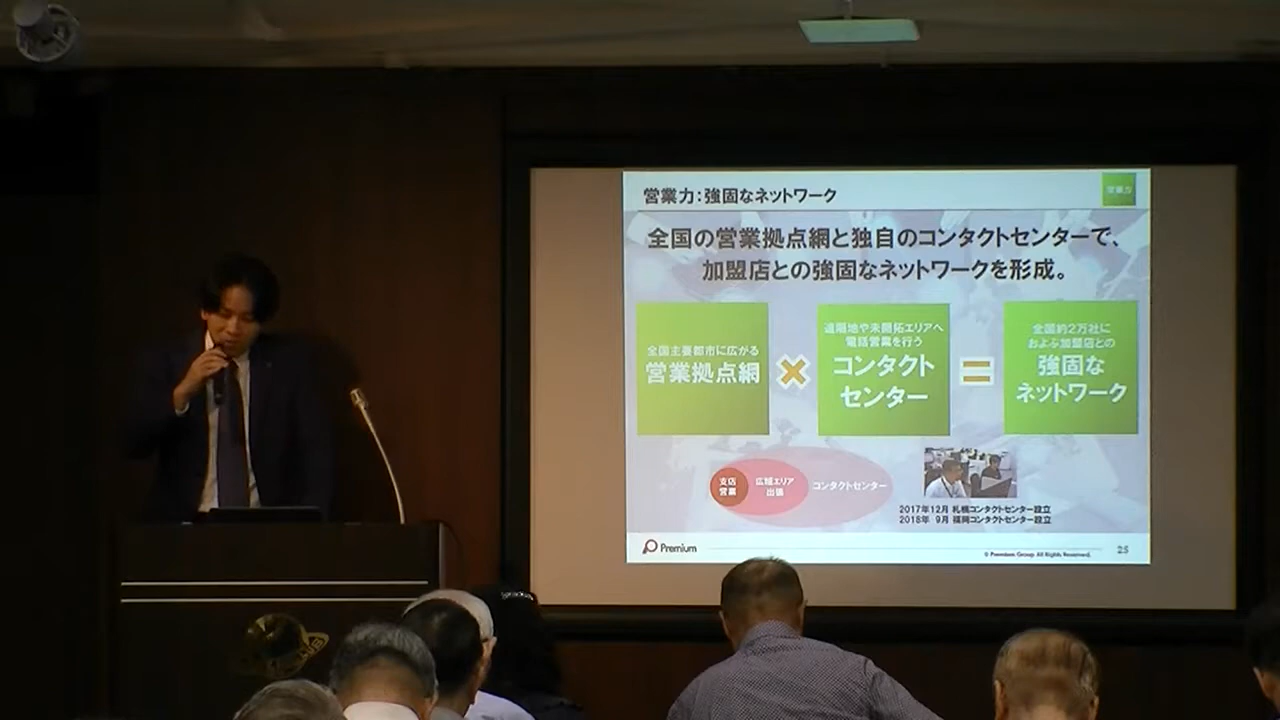 営業力：強固なネットワーク
営業力
全国の営業拠点網と独自のコンタクトセンターで、
加盟店との強固なネットワークを形成。
全国主要都市に広がる
営業拠点網
遠隔地や未開拓エリアへ
電話営業を行う
コンタクト
センター
全国約2万社に
およぶ加盟店との
強固な
ネットワーク
支店
営業
広域エリア
出張
コンタクトセンター
2017年12月 札幌コンタクトセンター設立
2018年 9月 福岡コンタクトセンター設立
Premium
© Premium Group All Rights Reserved.
25